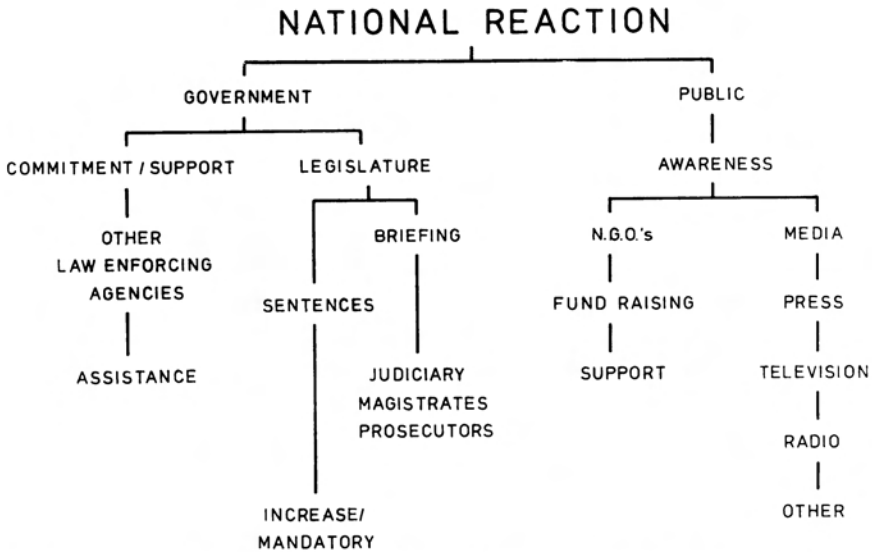 NATIONAL REACTION
GOVERNMENT
PUBLIC
COMMITMENT / SUPPORT
LEGISLATURE
AWARENESS
OTHER
LAW ENFORCING
AGENCIES
BRIEFING
N.G.O.'s
MEDIA
SENTENCES
FUND RAISING
PRESS
ASSISTANCE
JUDICIARY
MAGISTRATES
PROSECUTORS
SUPPORT
TELEVISION
RADIO
INCREASE/
MANDATORY
OTHER